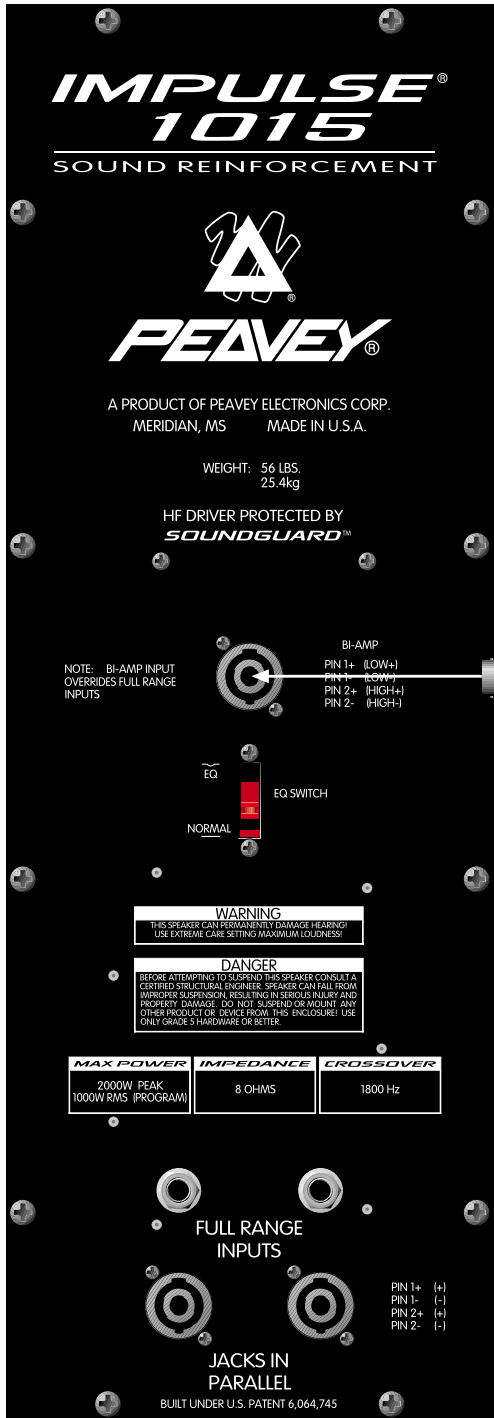 IMPULSE®
1015
SOUND REINFORCEMENT
PEAVEY®
A PRODUCT OF PEAVEY ELECTRONICS CORP.
MERIDIAN, MS MADE IN U.S.A.
WEIGHT: 56 LBS.
25.4kg
HF DRIVER PROTECTED BY
SOUNDGUARD™
NOTE: BI-AMP INPUT
OVERRIDES FULL RANGE
INPUTS
BI-AMP
PIN 1+ (LOW+)
PIN 1- (LOW-)
PIN 2+ (HIGH+)
PIN 2- (HIGH-)
EQ
EQ SWITCH
NORMAL
WARNING
THIS SPEAKER CAN PERMANENTLY DAMAGE HEARING!
USE EXTREME CARE SETTING MAXIMUM LOUDNESS!
DANGER
BEFORE ATTEMPTING TO SUSPEND THIS SPEAKER CONSULT A
CERTIFIED STRUCTURAL ENGINEER. SPEAKER CAN FALL FROM
IMPROPER SUSPENSION, RESULTING IN SERIOUS INJURY AND
PROPERTY DAMAGE. DO NOT SUSPEND OR MOUNT ANY
OTHER PRODUCT OR DEVICE FROM THIS ENCLOSURE! USE
ONLY GRADE 5 HARDWARE OR BETTER.
MAX POWER
2000W PEAK
1000W RMS (PROGRAM)
IMPEDANCE
8 OHMS
CROSSOVER
1800 Hz
FULL RANGE
INPUTS
PIN 1+ (+)
PIN 1- (-)
PIN 2+ (+)
PIN 2- (-)
JACKS IN
PARALLEL
BUILT UNDER U.S. PATENT 6,064,745